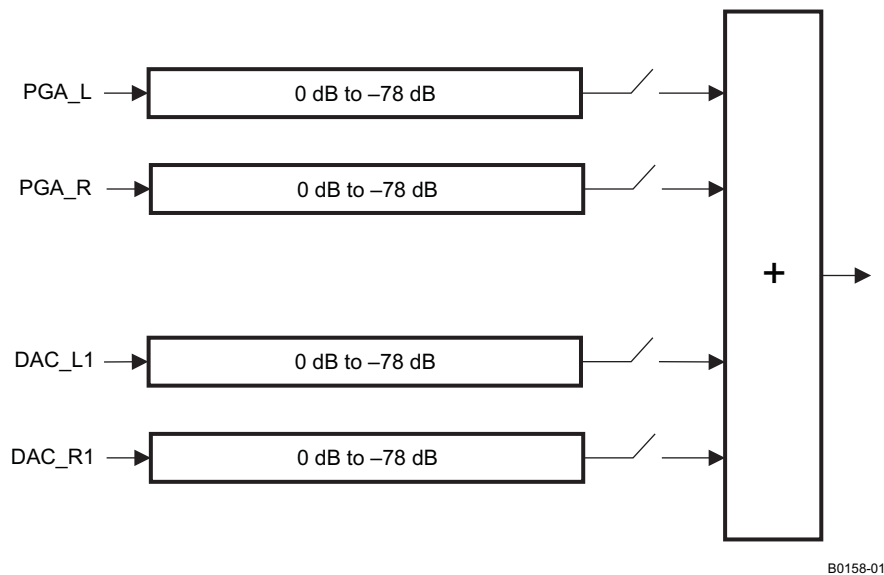 PGA_L
0 dB to –78 dB
PGA_R
0 dB to –78 dB
+
DAC_L1
0 dB to –78 dB
DAC_R1
0 dB to –78 dB
B0158-01